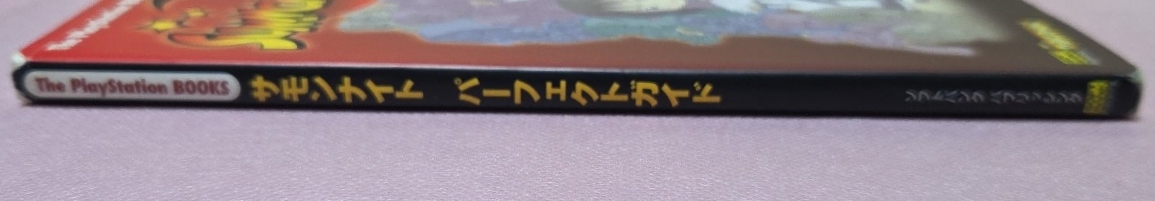 The PlayStation BOOKS
サモンナイト パーフェクトガイド
ソフトバンク パブリッシング